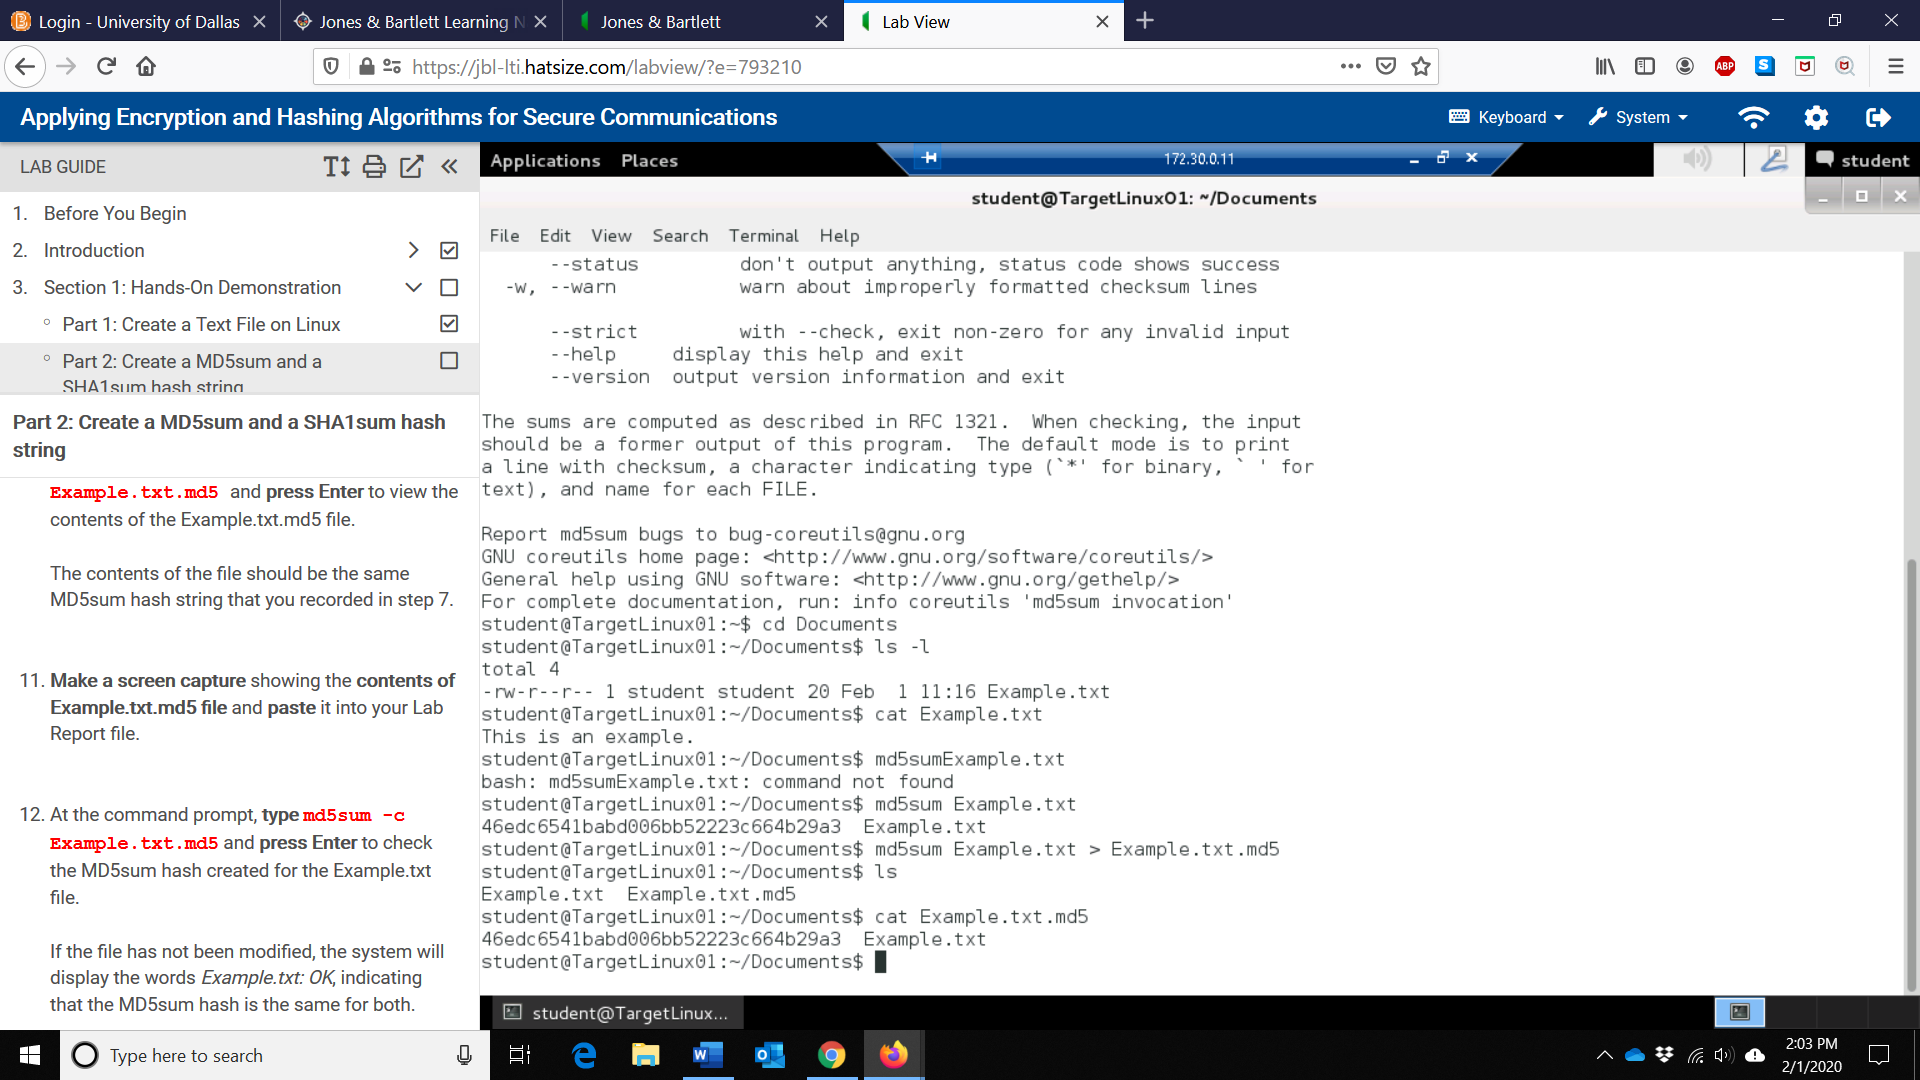 Login - University of Dallas
Jones & Bartlett Learning N
Jones & Bartlett
Lab View
https://jbl-lti.hatsize.com/labview/?e=793210
ABP
S
Applying Encryption and Hashing Algorithms for Secure Communications
Keyboard
System
LAB GUIDE
1. Before You Begin
2. Introduction
3. Section 1: Hands-On Demonstration
Part 1: Create a Text File on Linux
Part 2: Create a MD5sum and a
SHA1sum hash string
Part 2: Create a MD5sum and a SHA1sum hash
string
Example.txt.md5 and press Enter to view the
contents of the Example.txt.md5 file.
The contents of the file should be the same
MD5sum hash string that you recorded in step 7.
11. Make a screen capture showing the contents of
Example.txt.md5 file and paste it into your Lab
Report file.
12. At the command prompt, type md5sum -c
Example.txt.md5 and press Enter to check
the MD5sum hash created for the Example.txt
file.
If the file has not been modified, the system will
display the words Example.txt: OK, indicating
that the MD5sum hash is the same for both.
Applications Places
172.30.0.11
student
student@TargetLinux01: ~/Documents
File Edit View Search Terminal Help
--status don't output anything, status code shows success
-w, --warn warn about improperly formatted checksum lines
--strict with --check, exit non-zero for any invalid input
--help display this help and exit
--version output version information and exit
The sums are computed as described in RFC 1321. When checking, the input
should be a former output of this program. The default mode is to print
a line with checksum, a character indicating type (`*' for binary, ` ' for
text), and name for each FILE.
Report md5sum bugs to bug-coreutils@gnu.org
GNU coreutils home page: <http://www.gnu.org/software/coreutils/>
General help using GNU software: <http://www.gnu.org/gethelp/>
For complete documentation, run: info coreutils 'md5sum invocation'
student@TargetLinux01:~$ cd Documents
student@TargetLinux01:~/Documents$ ls -l
total 4
-rw-r--r-- 1 student student 20 Feb  1 11:16 Example.txt
student@TargetLinux01:~/Documents$ cat Example.txt
This is an example.
student@TargetLinux01:~/Documents$ md5sumExample.txt
bash: md5sumExample.txt: command not found
student@TargetLinux01:~/Documents$ md5sum Example.txt
46edc6541babd006bb52223c664b29a3  Example.txt
student@TargetLinux01:~/Documents$ md5sum Example.txt > Example.txt.md5
student@TargetLinux01:~/Documents$ ls
Example.txt  Example.txt.md5
student@TargetLinux01:~/Documents$ cat Example.txt.md5
46edc6541babd006bb52223c664b29a3  Example.txt
student@TargetLinux01:~/Documents$
student@TargetLinux...
Type here to search
2:03 PM
2/1/2020